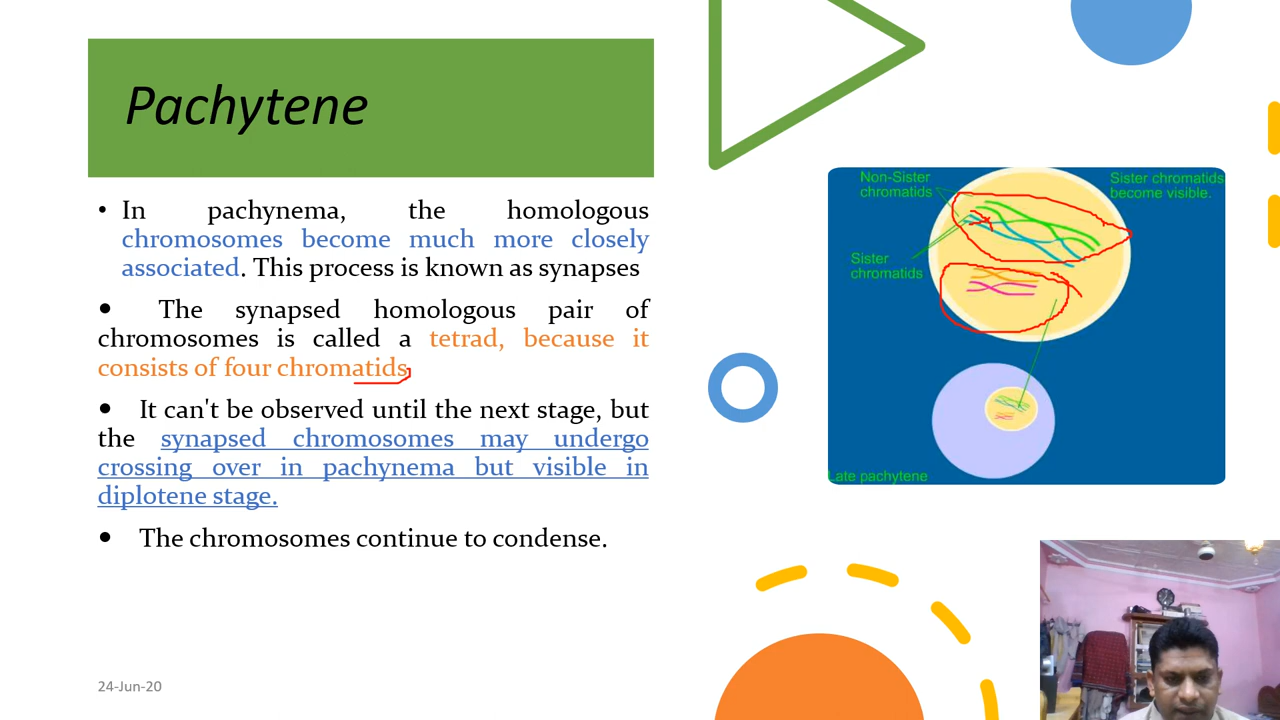 Pachytene
• In pachynema, the homologous
chromosomes become much more closely
associated. This process is known as synapses
● The synapsed homologous pair of
chromosomes is called a tetrad, because it
consists of four chromatids.
● It can't be observed until the next stage, but
the synapsed chromosomes may undergo
crossing over in pachynema but visible in
diplotene stage.
● The chromosomes continue to condense.
24-Jun-20
Non-Sister
chromatids
Sister chromatids
become visible.
Sister
chromatids
Late pachytene